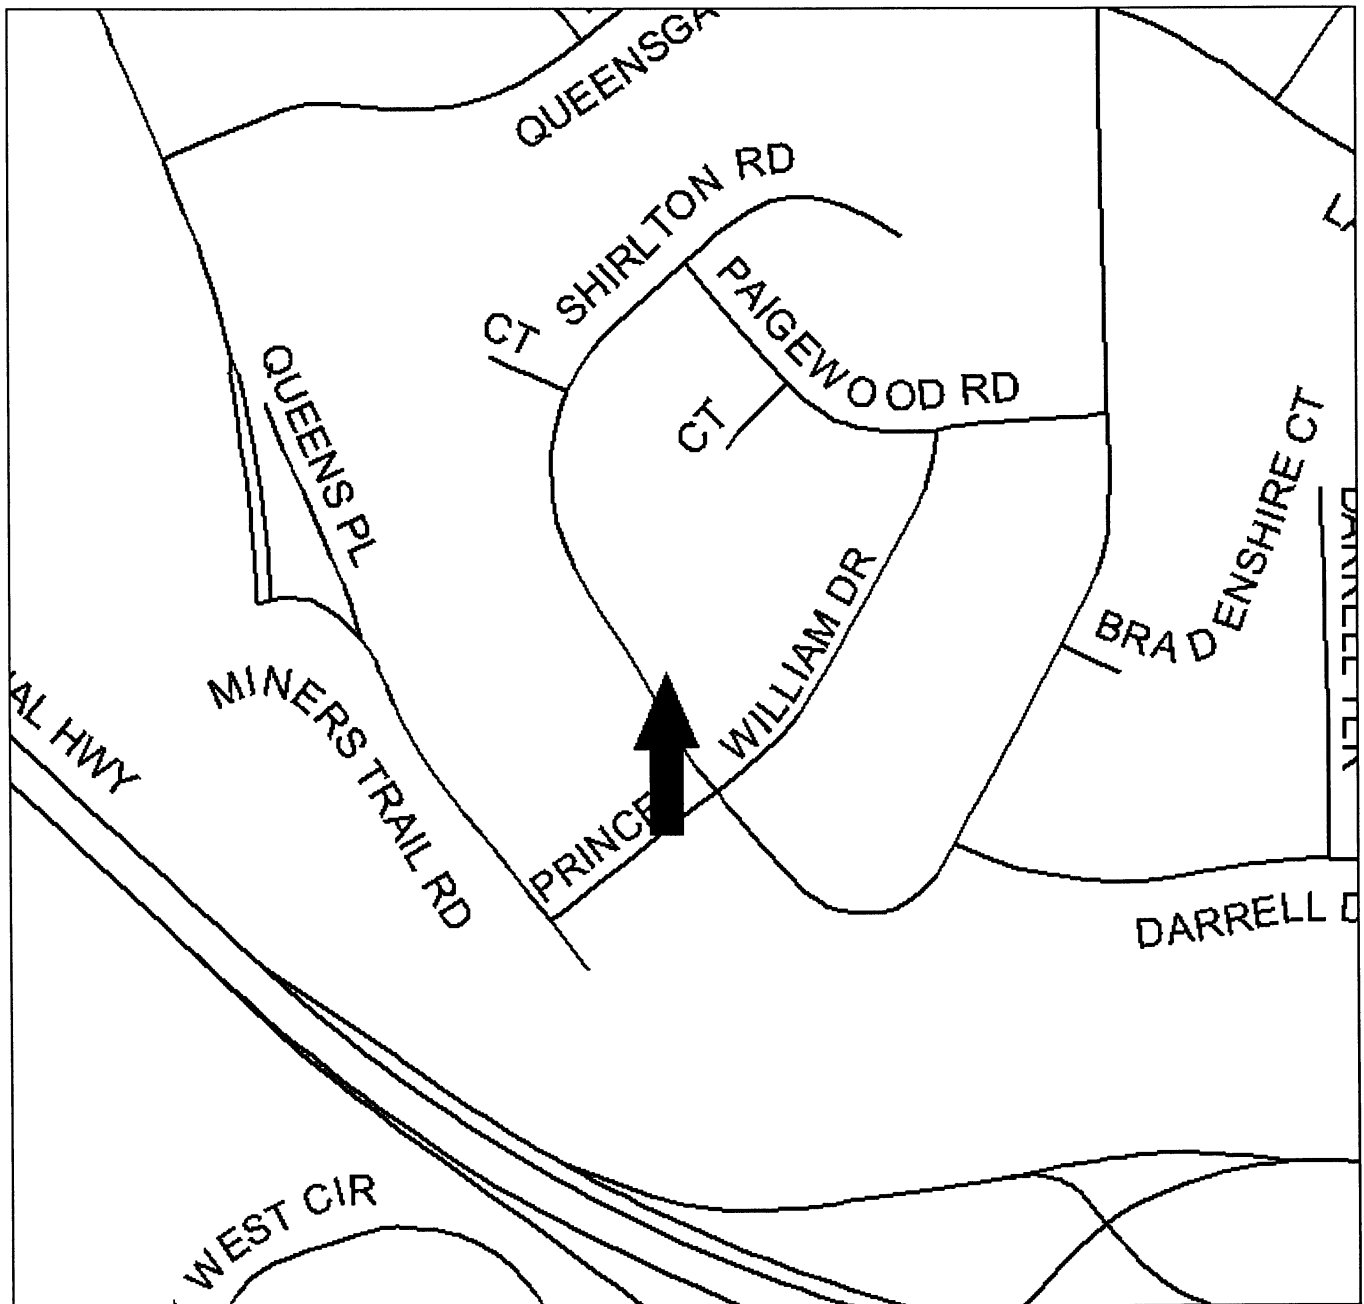 QUEENSGA
SHIRLTON RD
CT
PAIGEWOOD RD
CT
QUEENS PL
BRADENSHIRE CT
WILLIAM DR
MINERS TRAIL RD
AL HWY
PRINCE
DARRELL
WEST CIR